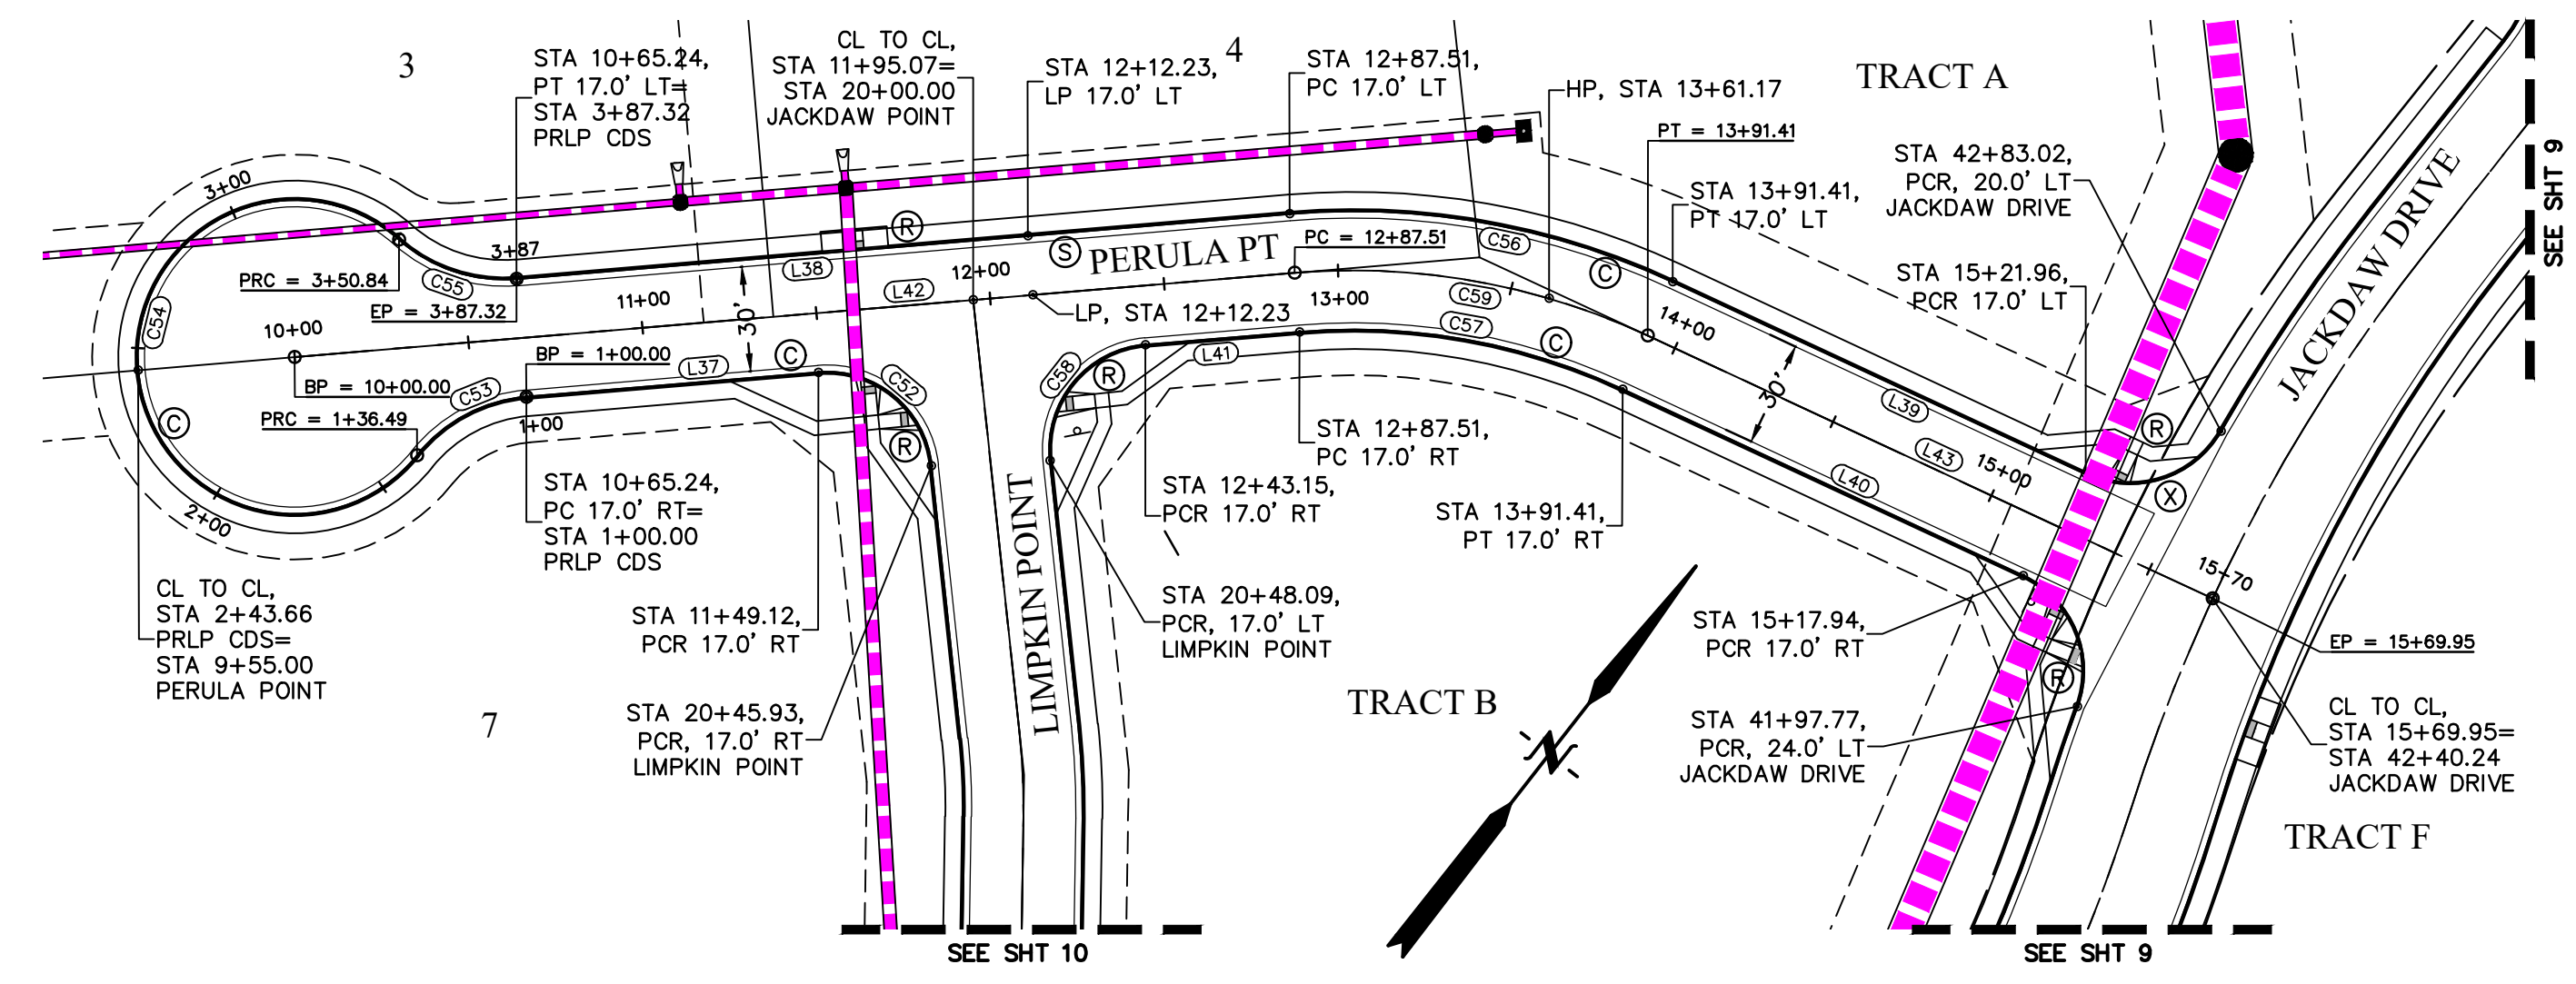 3
STA 10+65.24,
PT 17.0' LT=
STA 3+87.32
PRLP CDS
CL TO CL,
STA 11+95.07=
STA 20+00.00
JACKDAW POINT
STA 12+12.23,
LP 17.0' LT
4
STA 12+87.51,
PC 17.0' LT
HP, STA 13+61.17
TRACT A
PT = 13+91.41
STA 13+91.41,
PT 17.0' LT
STA 42+83.02,
PCR, 20.0' LT
JACKDAW DRIVE
STA 15+21.96,
PCR 17.0' LT
JACKDAW DRIVE
SEE SHT 9
3+00
PRC = 3+50.84
C55
3+87
EP = 3+87.32
C54
10+00
BP = 10+00.00
PRC = 1+36.49
C53
BP = 1+00.00
1+00
C
2+00
11+00
L37
30'
L38
R
L42
12+00
S
PERULA PT
PC = 12+87.51
LP, STA 12+12.23
13+00
C56
C
C59
C57
C
14+00
30'
L39
L40
L43
15+00
R
X
15+70
C
C52
R
C58
R
L41
STA 12+87.51,
PC 17.0' RT
STA 12+43.15,
PCR 17.0' RT
STA 13+91.41,
PT 17.0' RT
STA 10+65.24,
PC 17.0' RT=
STA 1+00.00
PRLP CDS
CL TO CL,
STA 2+43.66
PRLP CDS=
STA 9+55.00
PERULA POINT
STA 11+49.12,
PCR 17.0' RT
STA 20+45.93,
PCR, 17.0' RT
LIMPKIN POINT
7
LIMPKIN POINT
STA 20+48.09,
PCR, 17.0' LT
LIMPKIN POINT
TRACT B
N
STA 15+17.94,
PCR 17.0' RT
R
STA 41+97.77,
PCR, 24.0' LT
JACKDAW DRIVE
EP = 15+69.95
CL TO CL,
STA 15+69.95=
STA 42+40.24
JACKDAW DRIVE
TRACT F
SEE SHT 10
SEE SHT 9